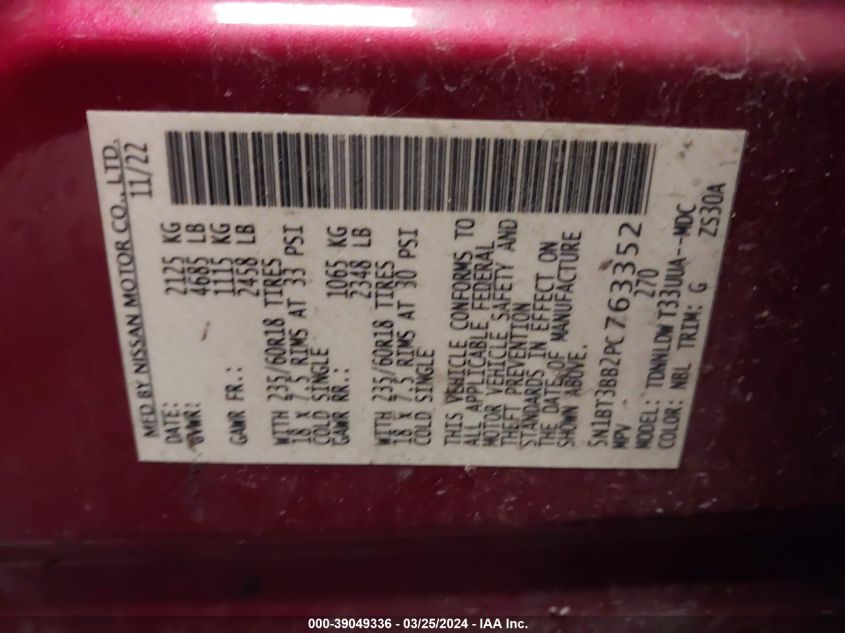 MFD BY NISSAN MOTOR CO., LTD.
DATE: 11/22
GVWR: 2125 KG
4685 LB
GAWR FR.: 1115 KG
2458 LB
WITH 235/60R18 TIRES
18 X 7.5 RIMS AT 33 PSI
COLD SINGLE
GAWR RR.: 1065 KG
2348 LB
WITH 235/60R18 TIRES
18 X 7.5 RIMS AT 30 PSI
COLD SINGLE
THIS VEHICLE CONFORMS TO
ALL APPLICABLE FEDERAL
MOTOR VEHICLE SAFETY AND
THEFT PREVENTION
STANDARDS IN EFFECT ON
THE DATE OF MANUFACTURE
SHOWN ABOVE.
5N1BT3BB2PC763352
MPV 270
MODEL: TDNNLDW T33UUA--MDC
COLOR: NBL TRIM: G ZS30A
000-39049336 - 03/25/2024 - IAA Inc.